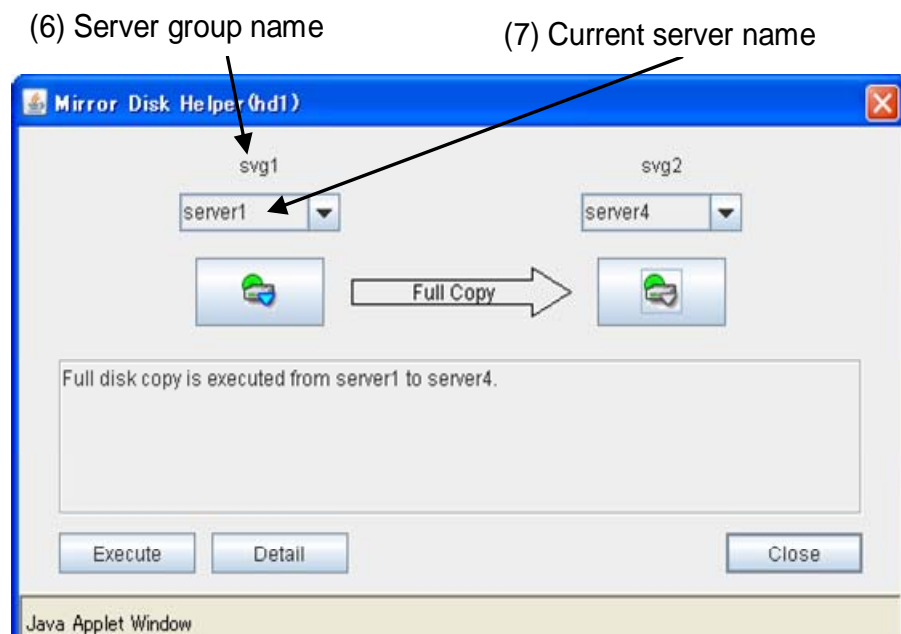 (6) Server group name
(7) Current server name
Mirror Disk Helper(hd1)
svg1
svg2
server1
server4
Full Copy
Full disk copy is executed from server1 to server4.
Execute
Detail
Close
Java Applet Window